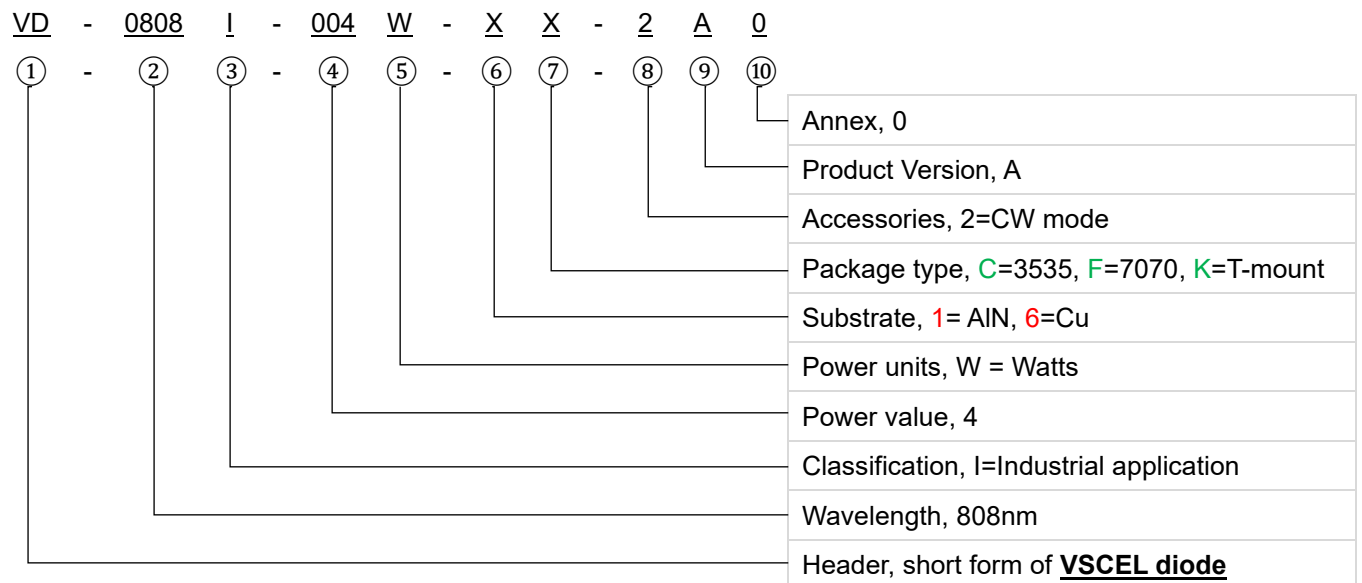 VD - 0808 I - 004 W - X X - 2 A 0
① - ② ③ - ④ ⑤ - ⑥ ⑦ - ⑧ ⑨ ⑩
Annex, 0
Product Version, A
Accessories, 2=CW mode
Package type, C=3535, F=7070, K=T-mount
Substrate, 1= AlN, 6=Cu
Power units, W = Watts
Power value, 4
Classification, I=Industrial application
Wavelength, 808nm
Header, short form of VSCEL diode